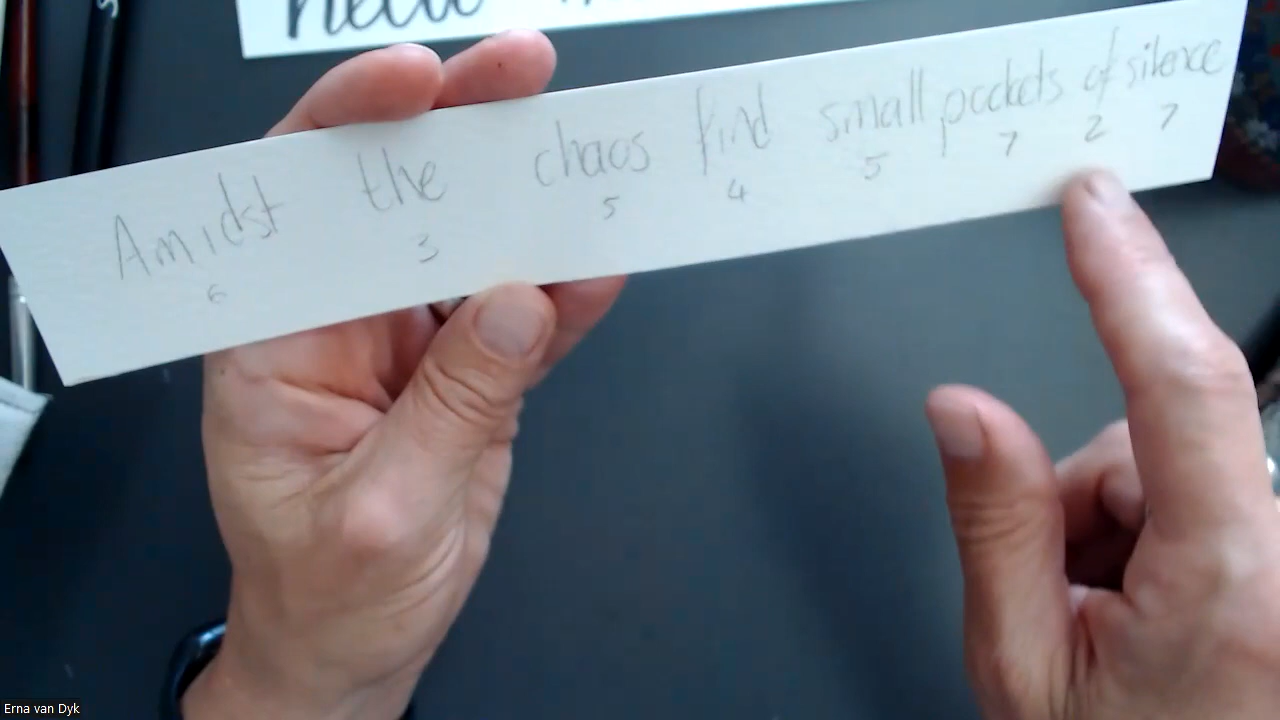 hello
Amidst the chaos find small pockets of silence
6 3 5 4 5 7 2 7
Erna van Dyk